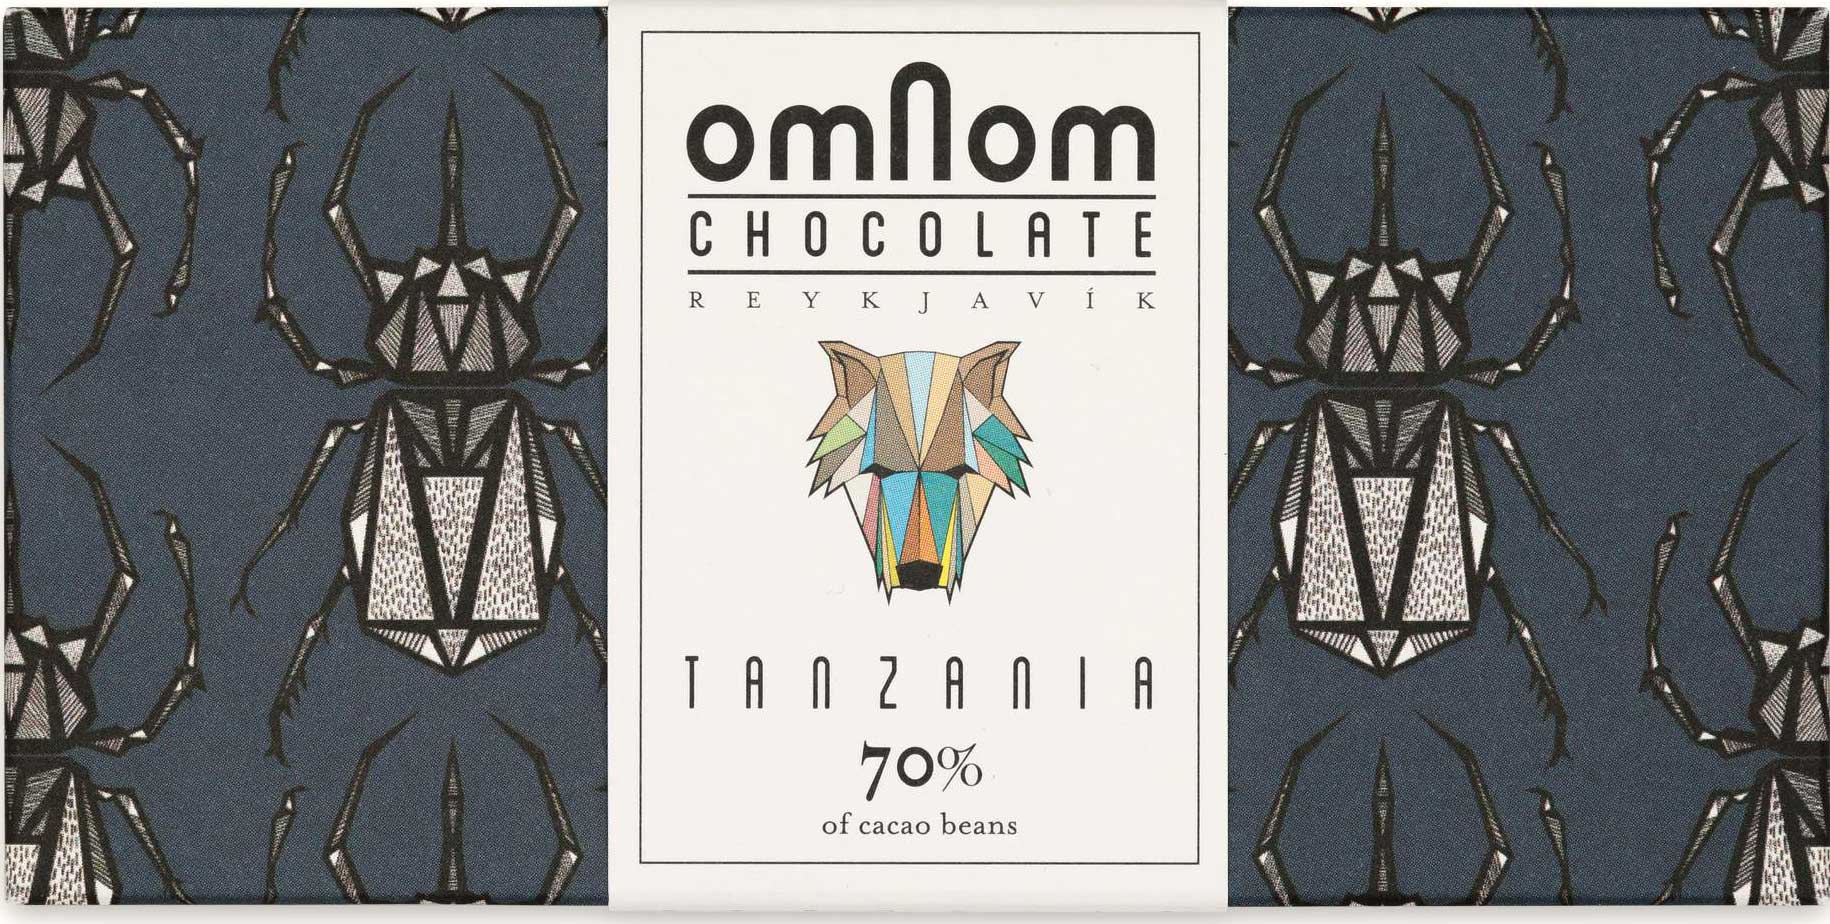 omnom
CHOCOLATE
REYKJAVÍK
TANZANIA
70%
of cacao beans